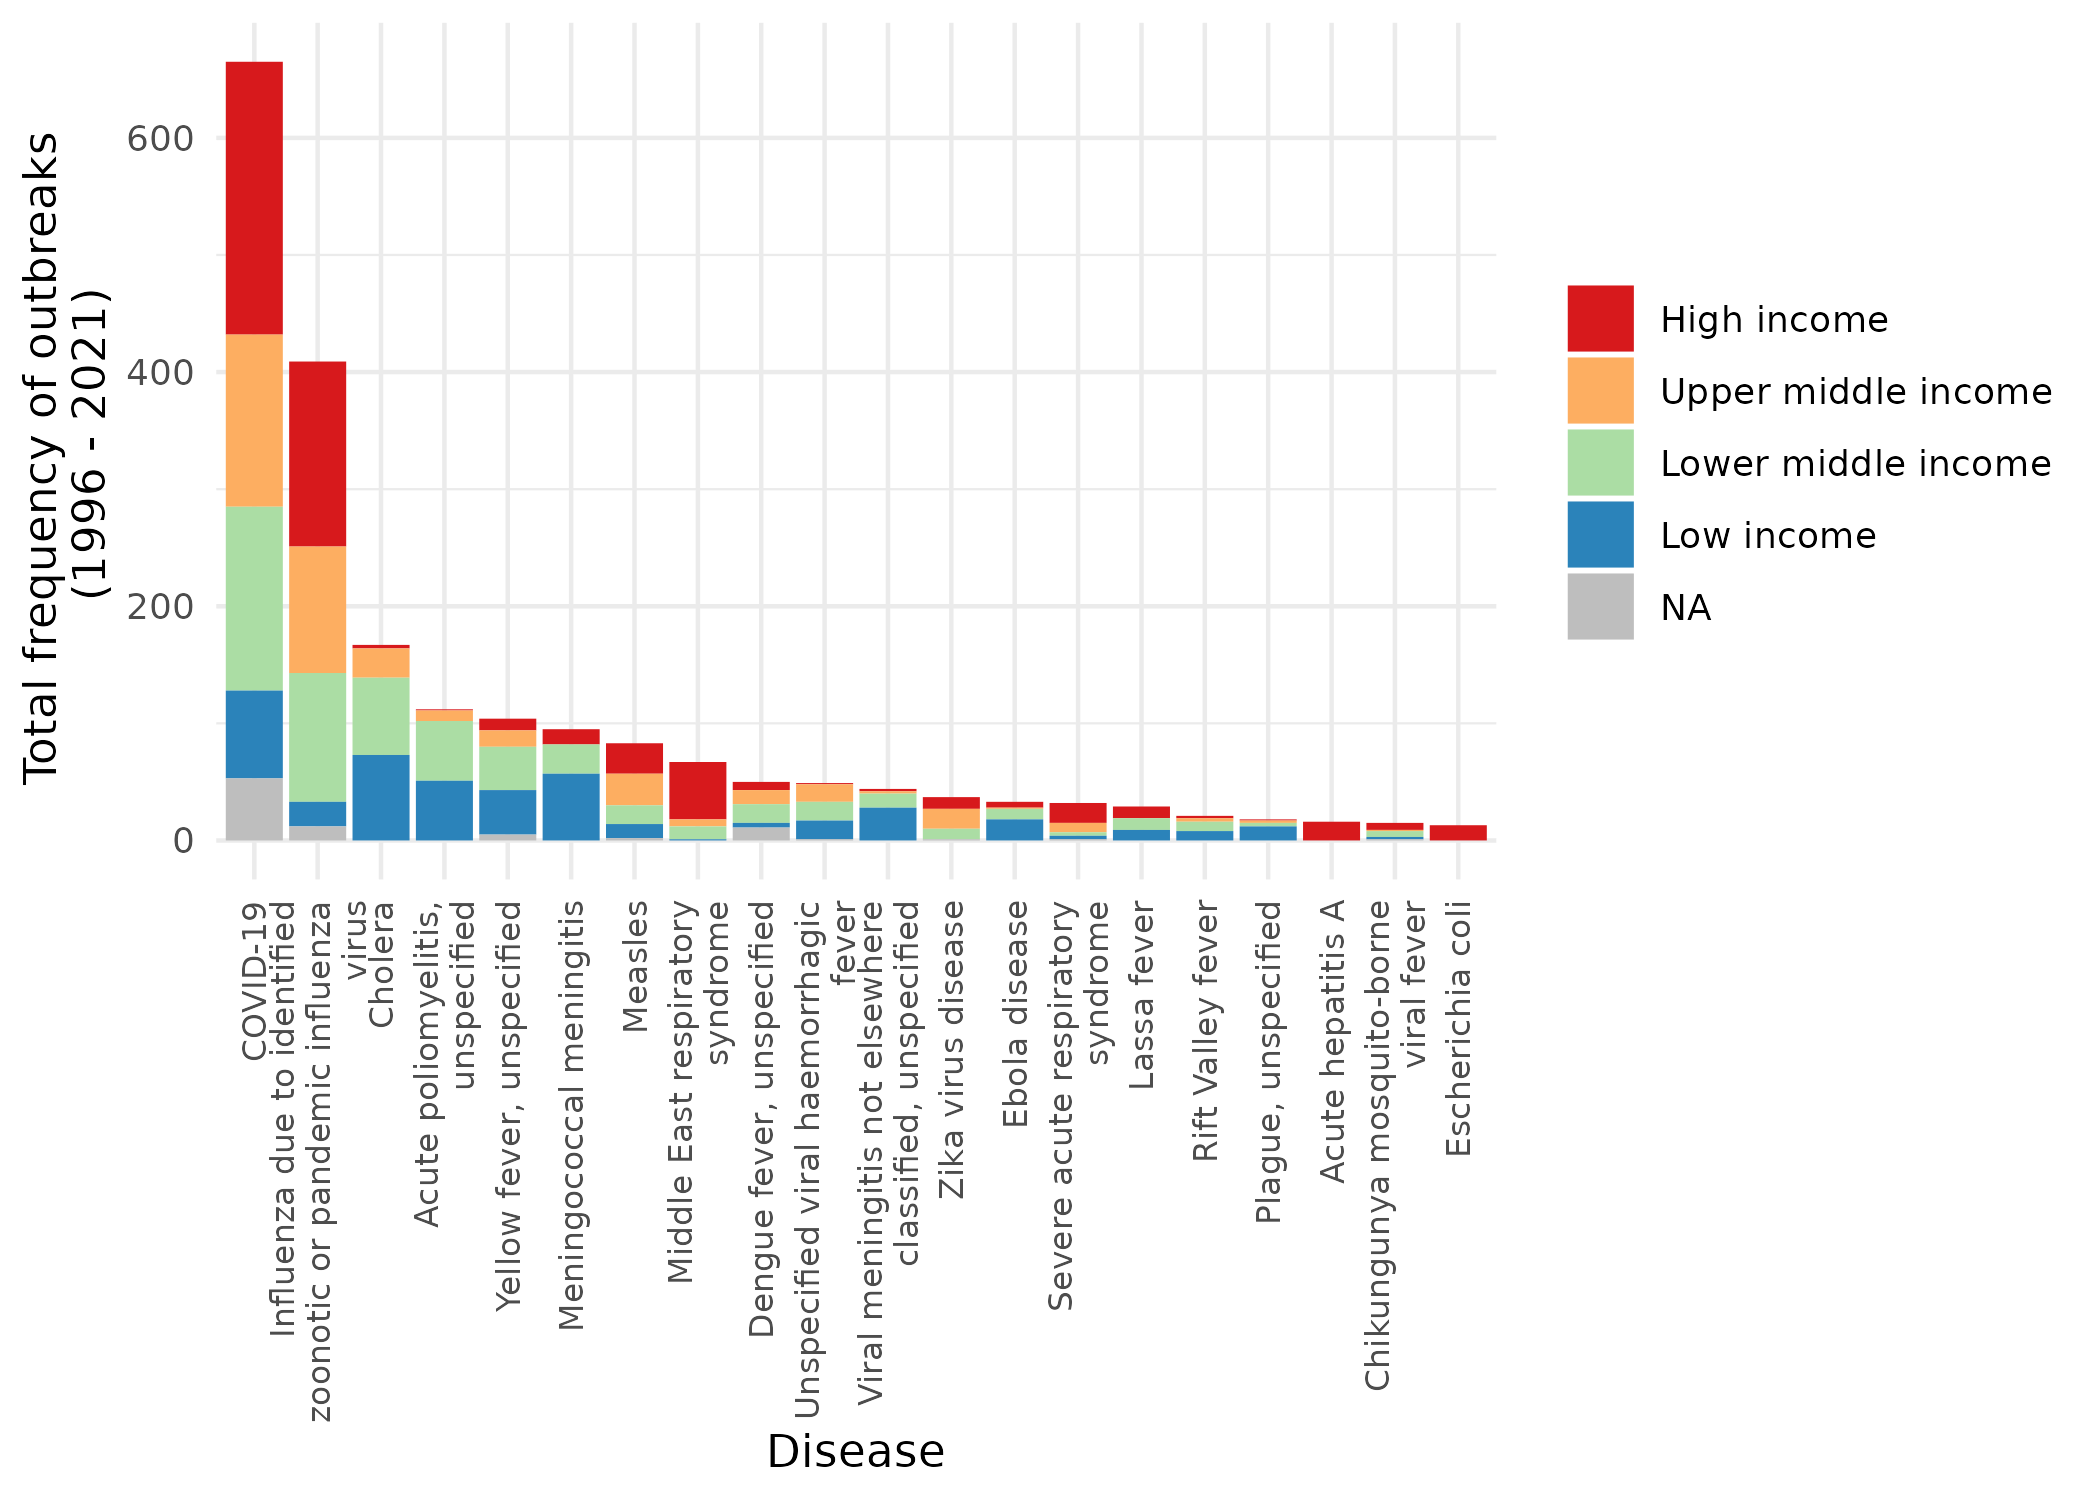 Total frequency of outbreaks
(1996 - 2021)
600
400
200
0
COVID-19
Influenza due to identified
zoonotic or pandemic influenza
virus
Cholera
Acute poliomyelitis,
unspecified
Yellow fever, unspecified
Meningococcal meningitis
Measles
Middle East respiratory
syndrome
Dengue fever, unspecified
Unspecified viral haemorrhagic
fever
Viral meningitis not elsewhere
classified, unspecified
Zika virus disease
Ebola disease
Severe acute respiratory
syndrome
Lassa fever
Rift Valley fever
Plague, unspecified
Acute hepatitis A
Chikungunya mosquito-borne
viral fever
Escherichia coli
Disease
High income
Upper middle income
Lower middle income
Low income
NA